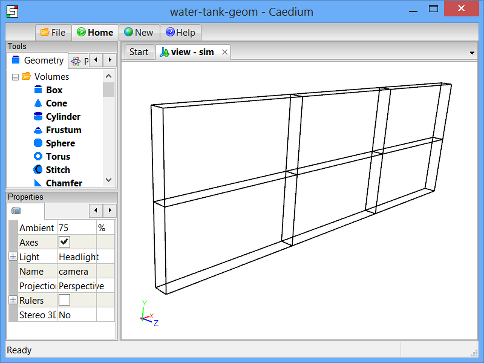 water-tank-geom - Caedium
File Home New Help
Tools
Geometry
Start view - sim
Volumes
Box
Cone
Cylinder
Frustum
Sphere
Torus
Stitch
Chamfer
Properties
Ambient 75 %
Axes
Light Headlight
Name camera
Projection Perspective
Rulers
Stereo 3D No
Y
X
Z
Ready